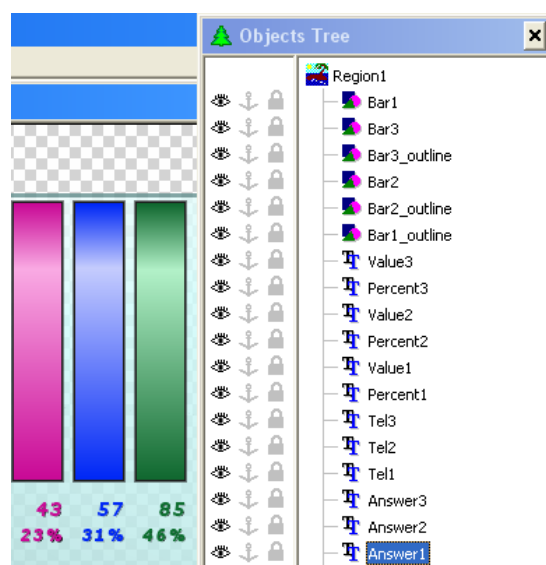 Objects Tree
Region1
Bar1
Bar3
Bar3_outline
Bar2
Bar2_outline
Bar1_outline
Value3
Percent3
Value2
Percent2
Value1
Percent1
Tel3
Tel2
Tel1
Answer3
Answer2
Answer1
43 57 85
23% 31% 46%